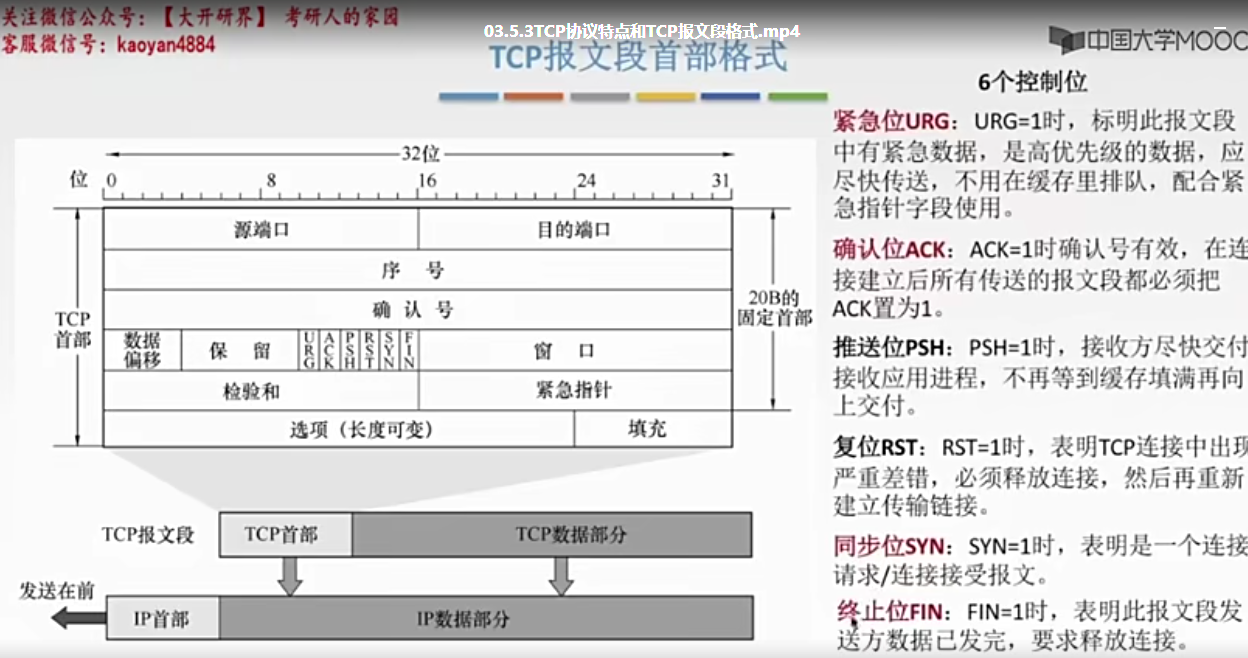 关注微信公众号：【大开研界】 考研人的家园
客服微信号：kaoyan4884
03.5.3TCP协议特点和TCP报文段格式.mp4
中国大学MOOC
TCP报文段首部格式
32位
位 0 8 16 24 31
源端口 目的端口
序 号
确 认 号
TCP
首部
20B的
固定首部
数据
偏移
保 留
URG ACK PSH RST SYN FIN
窗 口
检验和 紧急指针
选项（长度可变） 填充
TCP报文段 TCP首部 TCP数据部分
发送在前
IP首部 IP数据部分
6个控制位
紧急位URG：URG=1时，标明此报文段
中有紧急数据，是高优先级的数据，应
尽快传送，不用在缓存里排队，配合紧
急指针字段使用。
确认位ACK：ACK=1时确认号有效，在连
接建立后所有传送的报文段都必须把
ACK置为1。
推送位PSH：PSH=1时，接收方尽快交付
接收应用进程，不再等到缓存填满再向
上交付。
复位RST：RST=1时，表明TCP连接中出现
严重差错，必须释放连接，然后再重新
建立传输链接。
同步位SYN：SYN=1时，表明是一个连接
请求/连接接受报文。
终止位FIN：FIN=1时，表明此报文段发
送方数据已发完，要求释放连接。